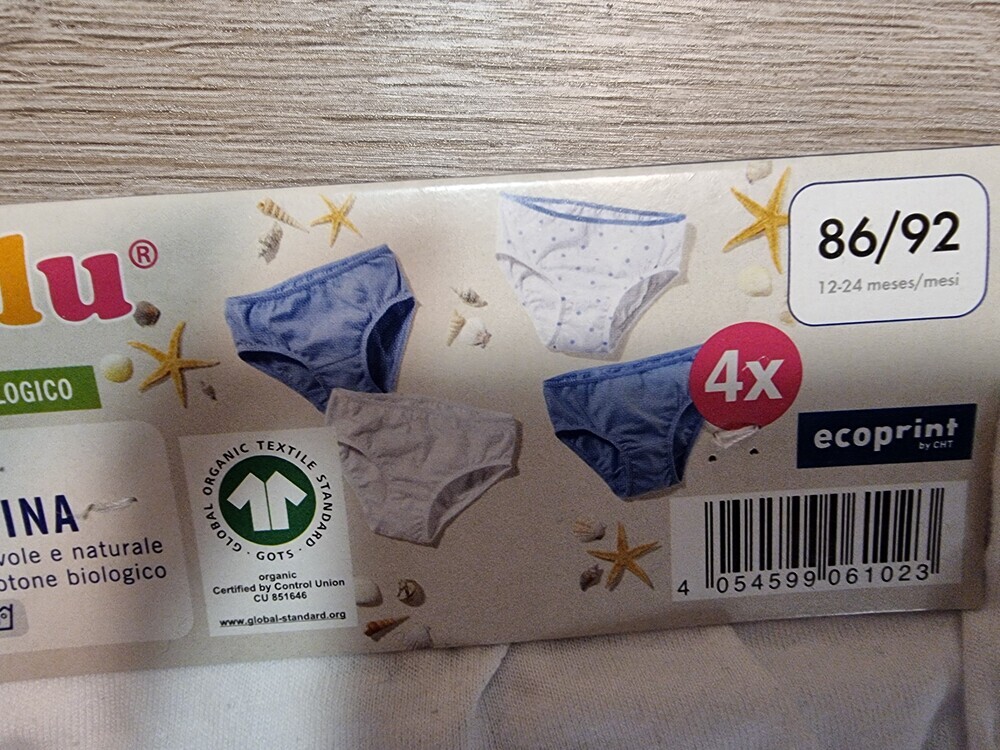 lu®
LOGICO
INA
vole e naturale
otone biologico
GLOBAL ORGANIC TEXTILE STANDARD
· GOTS ·
organic
Certified by Control Union
CU 851646
www.global-standard.org
86/92
12-24 meses/mesi
4x
ecoprint
by CHT
4 054599 061023